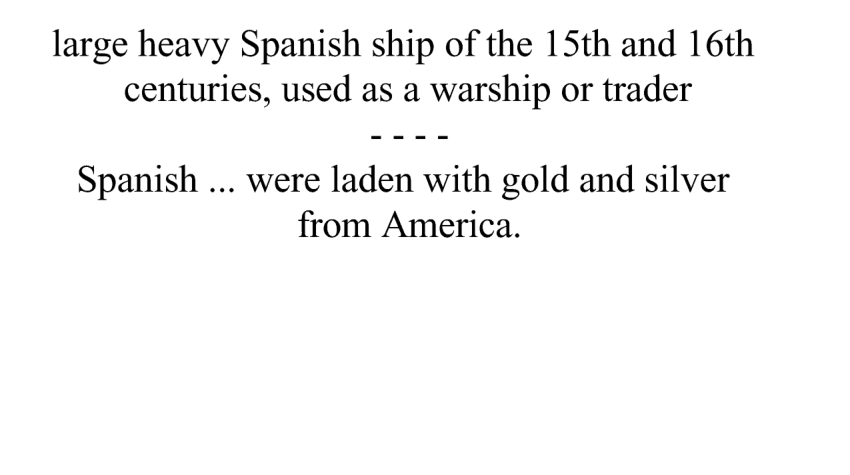 large heavy Spanish ship of the 15th and 16th
centuries, used as a warship or trader
- - - -
Spanish ... were laden with gold and silver
from America.